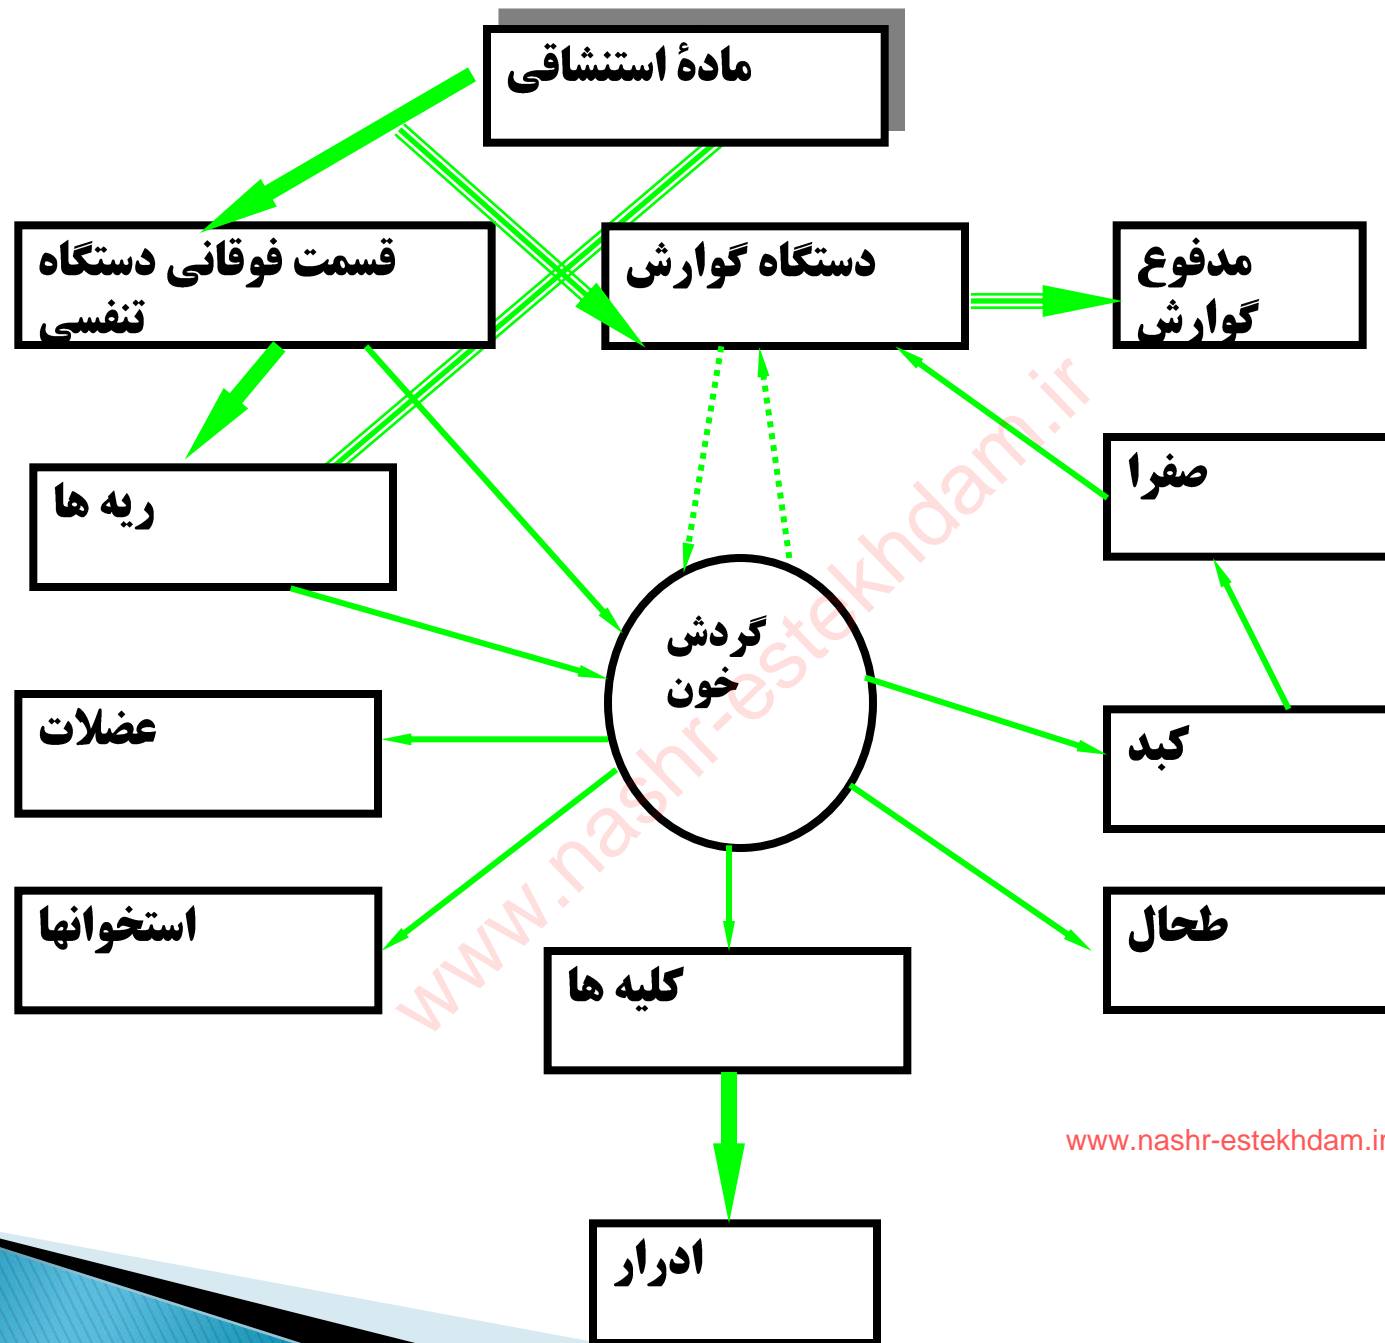 مادۀ استنشاقی
قسمت فوقانی دستگاه
تنفسی
دستگاه گوارش
مدفوع
گوارش
ریه ها
صفرا
گردش
خون
عضلات
کبد
استخوانها
طحال
کلیه ها
ادرار
www.nashr-estekhdam.ir
www.nashr-estekhdam.ir